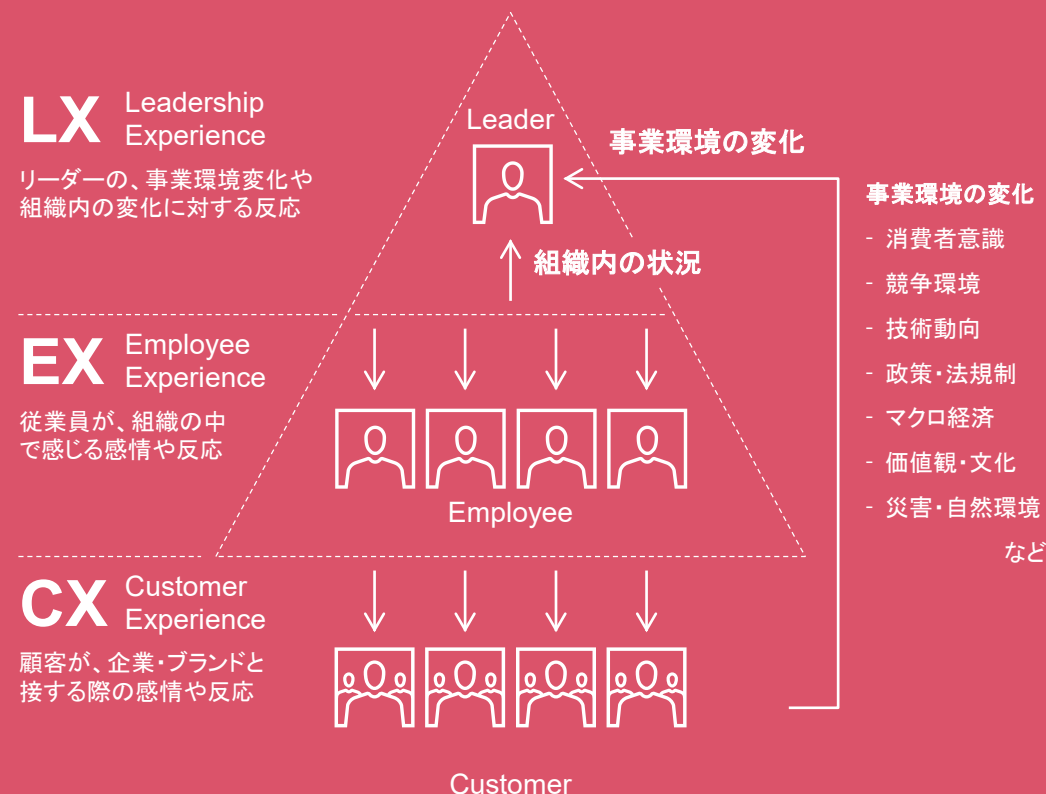 LX
Leadership
Experience
リーダーの、事業環境変化や
組織内の変化に対する反応
Leader
事業環境の変化
組織内の状況
EX
Employee
Experience
従業員が、組織の中
で感じる感情や反応
Employee
CX
Customer
Experience
顧客が、企業・ブランドと
接する際の感情や反応
Customer
事業環境の変化
- 消費者意識
- 競争環境
- 技術動向
- 政策・法規制
- マクロ経済
- 価値観・文化
- 災害・自然環境
など